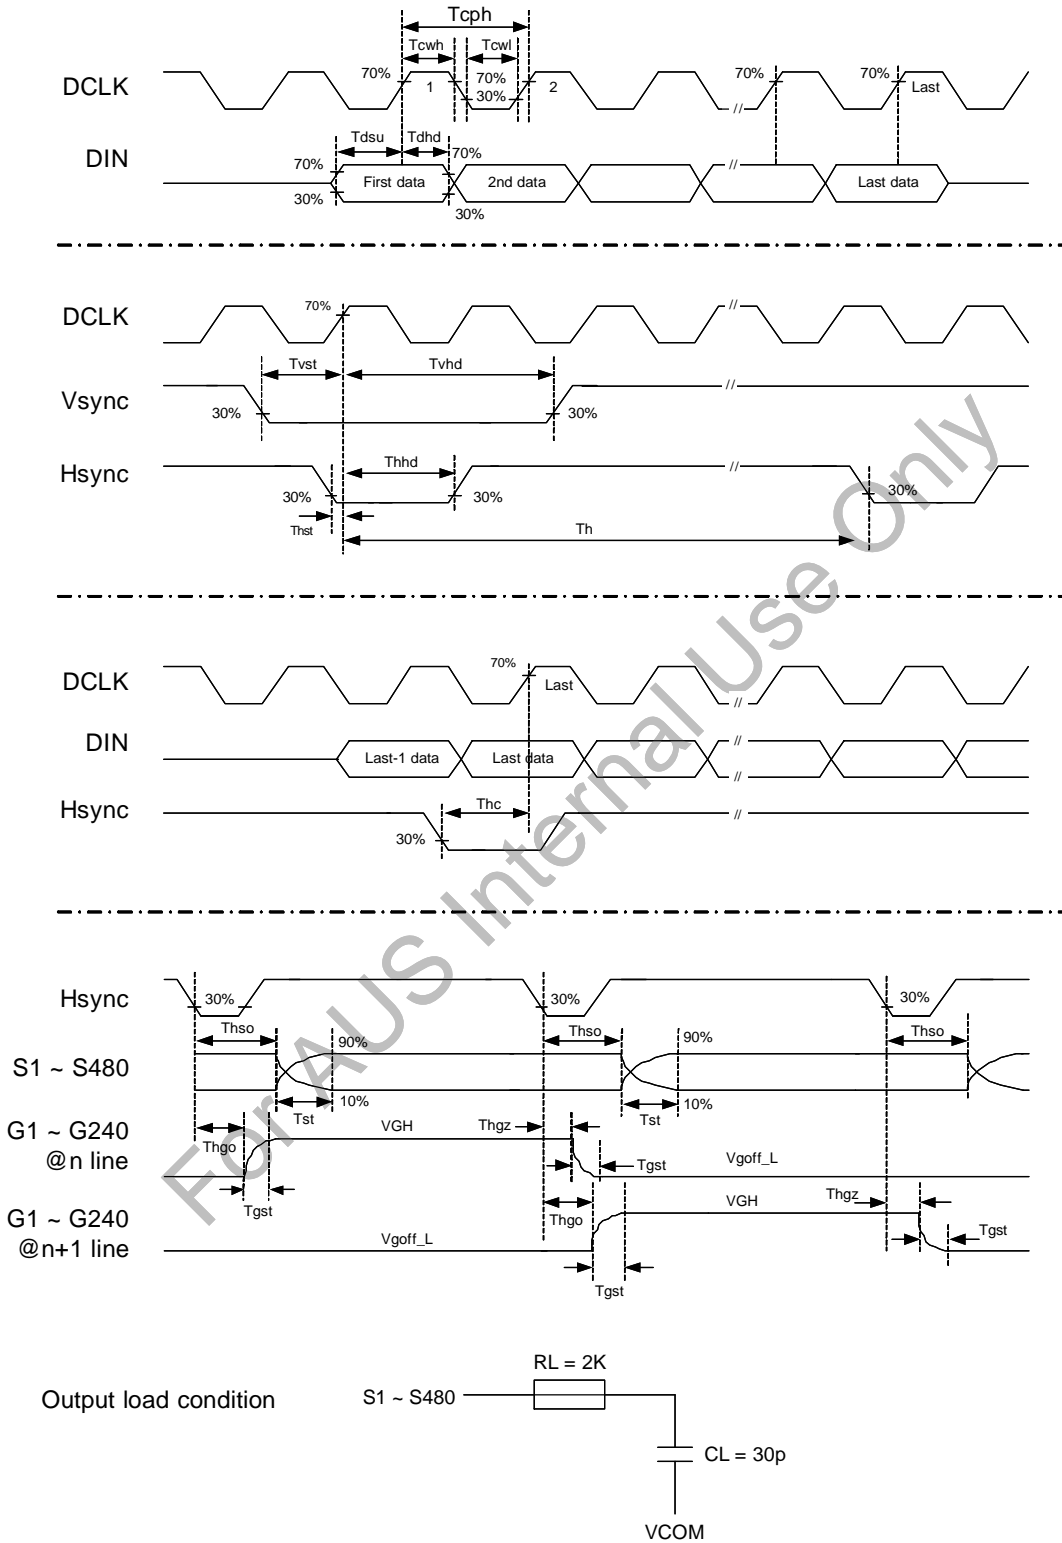 Tcph
Tcwh Tcwl
DCLK 70% 1 70% 30% 2 70% // 70% Last
Tdsu Tdhd
DIN 70% 30% First data 70% 30% 2nd data // Last data
DCLK 70% //
Tvst Tvhd
Vsync 30% 30% //
Thhd
Hsync 30% 30% // 30%
Thst
Th
DCLK 70% Last //
DIN Last-1 data Last data // //
Hsync Thc //
30%
Hsync 30% 30% 30%
Thso Thso Thso
S1 ~ S480 90% 90%
10% 10%
Tst Tst
G1 ~ G240
@n line
Thgo VGH Thgz Tgst Vgoff_L
Tgst
G1 ~ G240
@n+1 line
Vgoff_L Thgo VGH Thgz Tgst
Tgst
For AUS Internal Use Only
RL = 2K
Output load condition S1 ~ S480
CL = 30p
VCOM